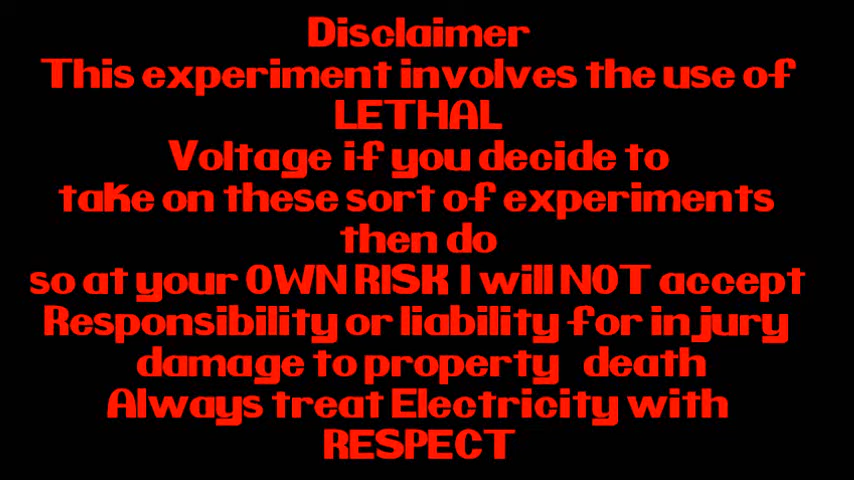 Disclaimer
This experiment involves the use of
LETHAL
Voltage if you decide to
take on these sort of experiments
then do
so at your OWN RISK I will NOT accept
Responsibility or liability for injury
damage to property death
Always treat Electricity with
RESPECT